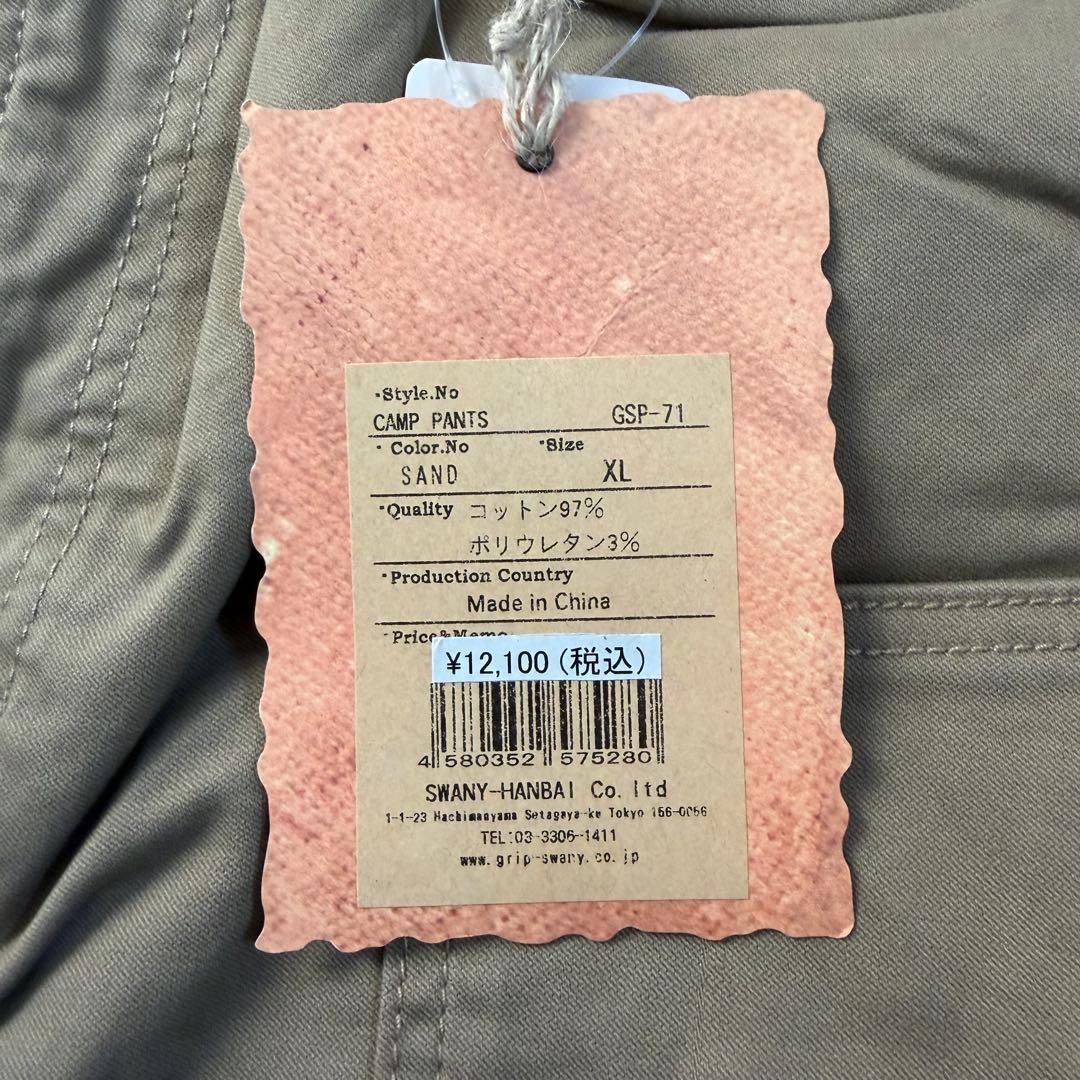 ·Style.No
CAMP PANTS GSP-71
·Color.No ·Size
SAND XL
·Quality コットン97%
ポリウレタン3%
·Production Country
Made in China
·Price&Memo
¥12,100(税込)
4 580352 575280
SWANY-HANBAI Co.ltd
1-1-23 Hachimanyama Setagaya-ku Tokyo 156-0056
TEL:03-3306-1411
www.grip-swany.co.jp